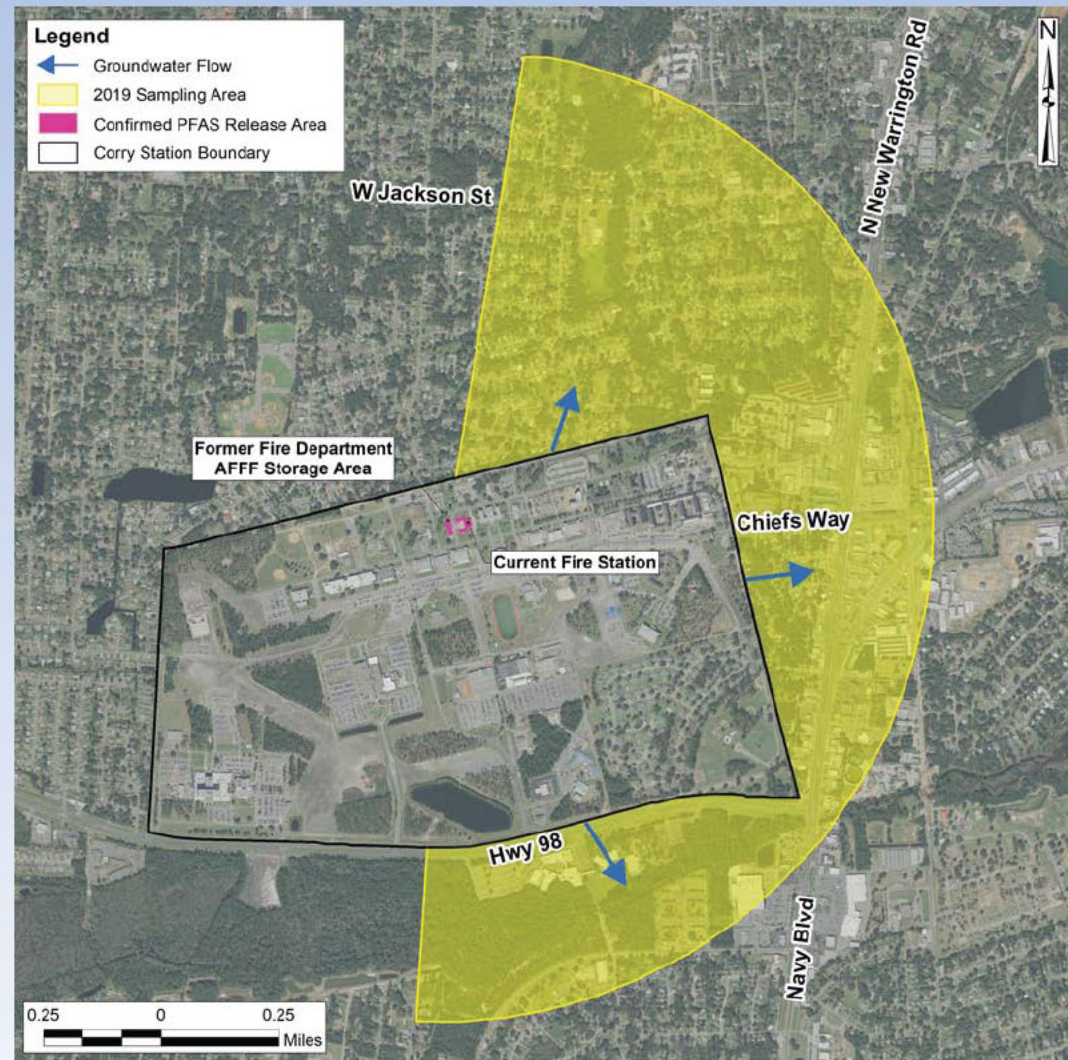 Legend
Groundwater Flow
2019 Sampling Area
Confirmed PFAS Release Area
Corry Station Boundary
N
N New Warrington Rd
W Jackson St
Former Fire Department
AFFF Storage Area
Chiefs Way
Current Fire Station
Hwy 98
Navy Blvd
0.25 0 0.25
Miles